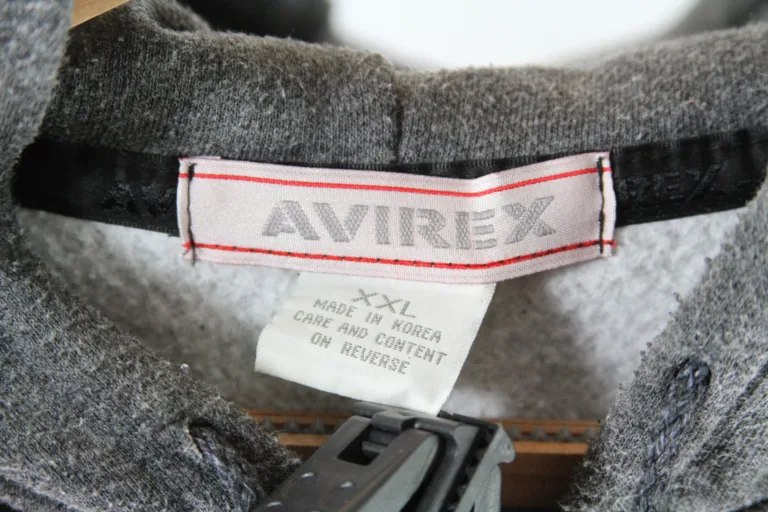 AVIREX
XXL
MADE IN KOREA
CARE AND CONTENT
ON REVERSE